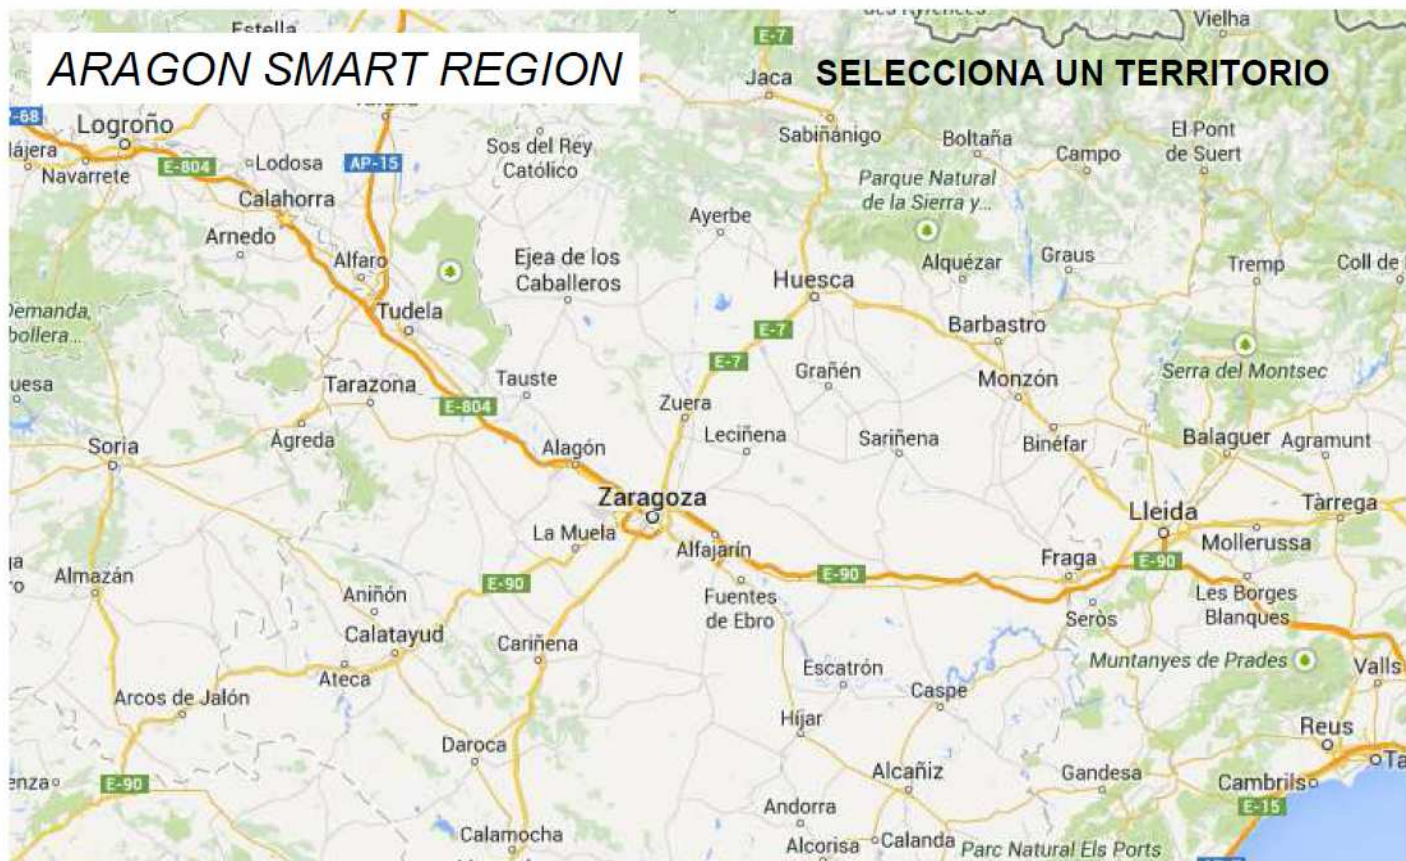 des Pyrénées
Vielha
Estella
E-7
ARAGON SMART REGION
Jaca
SELECCIONA UN TERRITORIO
Logroño
Sabiñánigo
Boltaña
El Pont
de Suert
Campo
Sos del Rey
Católico
Lodosa
E-804
AP-15
Navarrete
Calahorra
Parque Natural
de la Sierra y...
Ayerbe
Arnedo
Alfaro
Ejea de los
Caballeros
Alquézar
Graus
Tremp
Huesca
Tudela
E-7
Barbastro
E-7
Grañén
Monzón
Serra del Montsec
Tarazona
Tauste
E-804
Zuera
Leciñena
Sariñena
Binéfar
Balaguer
Agramunt
Soria
Ágreda
Alagón
Zaragoza
Lleida
Tàrrega
La Muela
Alfajarín
Mollerussa
Almazán
E-90
E-90
Fraga
E-90
Aniñón
Fuentes
de Ebro
Les Borges
Blanques
Seròs
Calatayud
Cariñena
Ateca
Escatrón
Muntanyes de Prades
Valls
Arcos de Jalón
Caspe
Híjar
Reus
Daroca
E-90
Alcañiz
Gandesa
Cambrils
E-15
Andorra
Calamocha
Alcorisa
Calanda
Parc Natural Els Ports